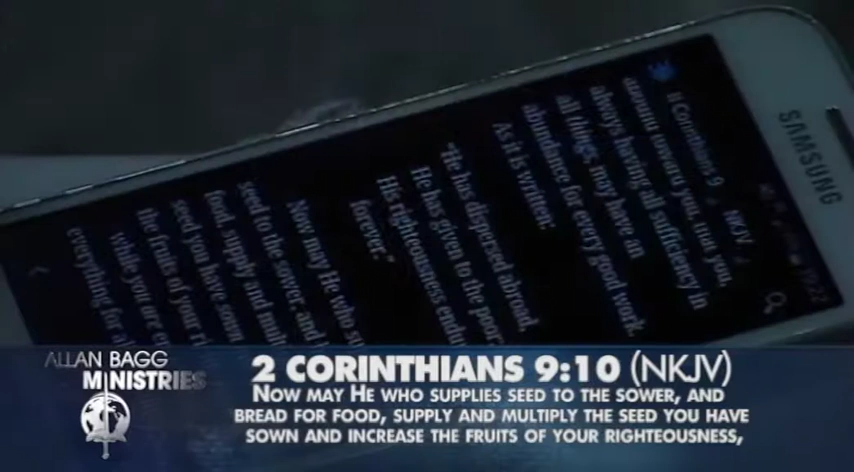 SAMSUNG
II Corinthians 9 NKJV
you, that you,
always having all sufficiency in
all things, may have an
abundance for every good work.
As it is written:
"He has dispersed abroad,
He has given to the poor;
His righteousness endu
forever."
Now may He who su
seed to the sower, and b
food, supply and mult
seed you have sown
the fruits of your ri
while you are e
everything for al
ALLAN BAGG
MINISTRIES
2 CORINTHIANS 9:10 (NKJV)
NOW MAY HE WHO SUPPLIES SEED TO THE SOWER, AND
BREAD FOR FOOD, SUPPLY AND MULTIPLY THE SEED YOU HAVE
SOWN AND INCREASE THE FRUITS OF YOUR RIGHTEOUSNESS,